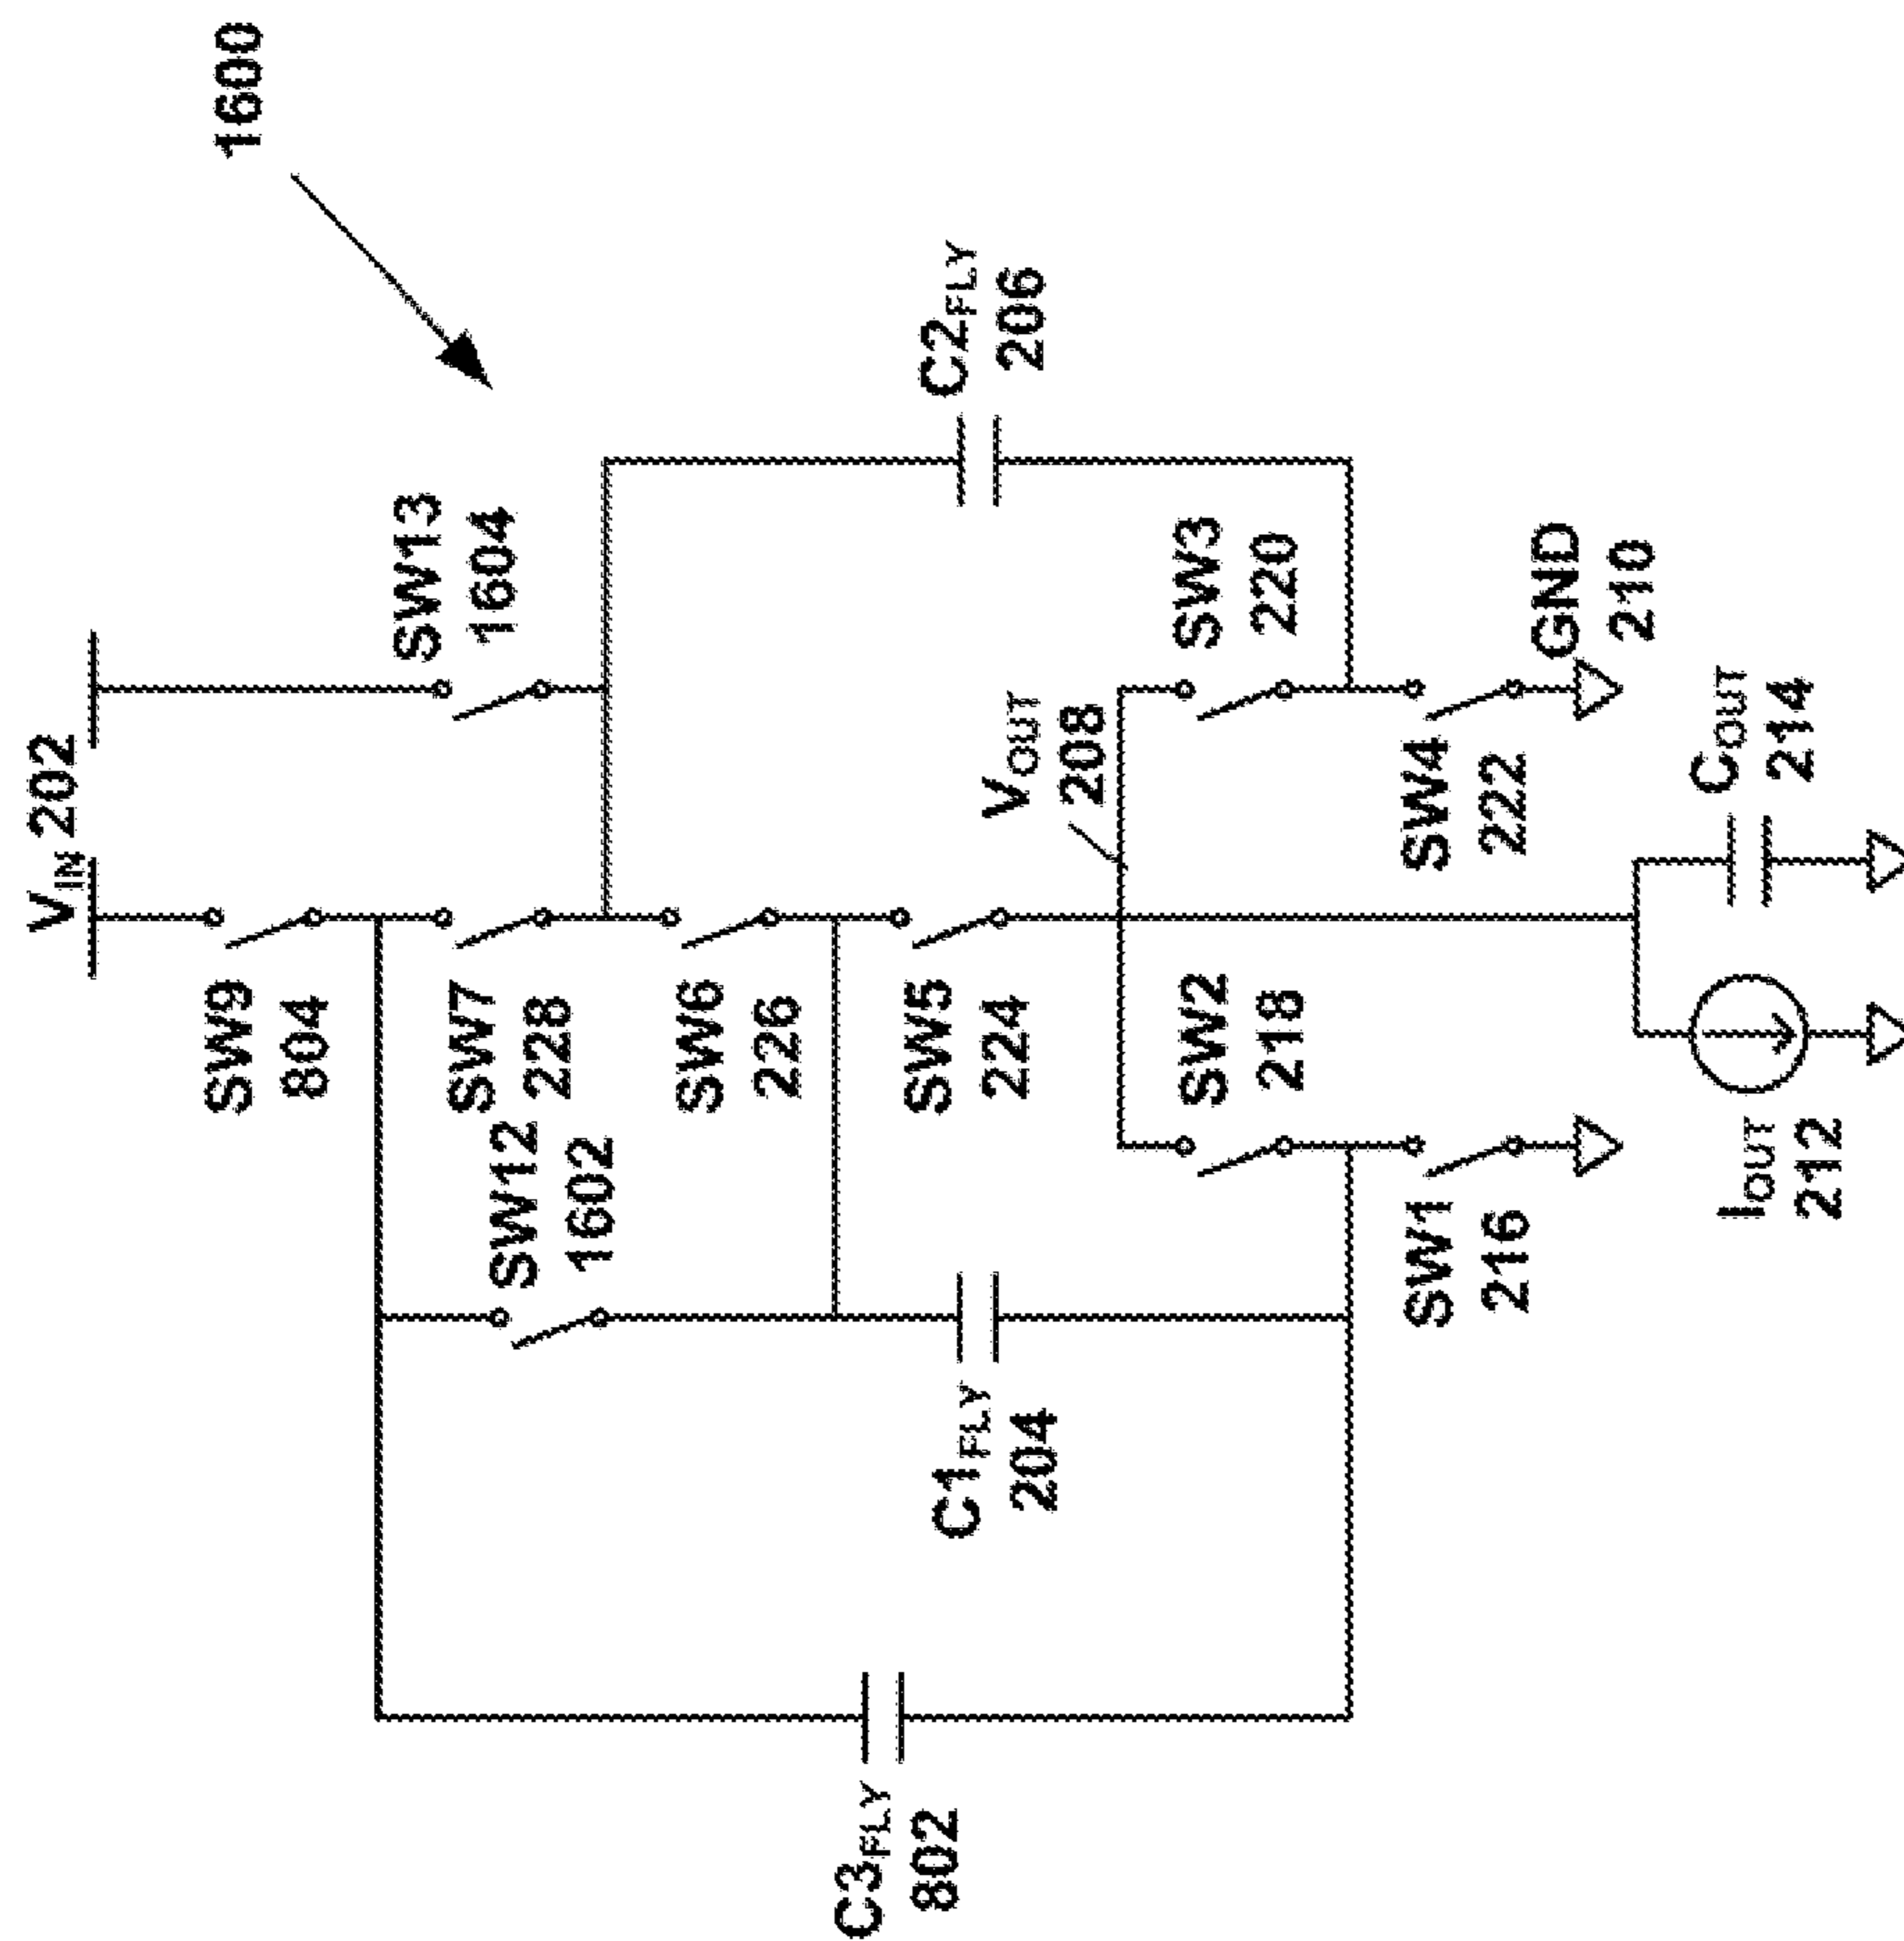 1600
V_IN 202
SW9
804
SW13
1604
SW12
1602
SW7
228
SW6
226
C2_FLY
206
C3_FLY
802
C1_FLY
204
SW5
224
V_OUT
208
SW2
218
SW3
220
SW1
216
SW4
222
GND
210
I_OUT
212
C_OUT
214